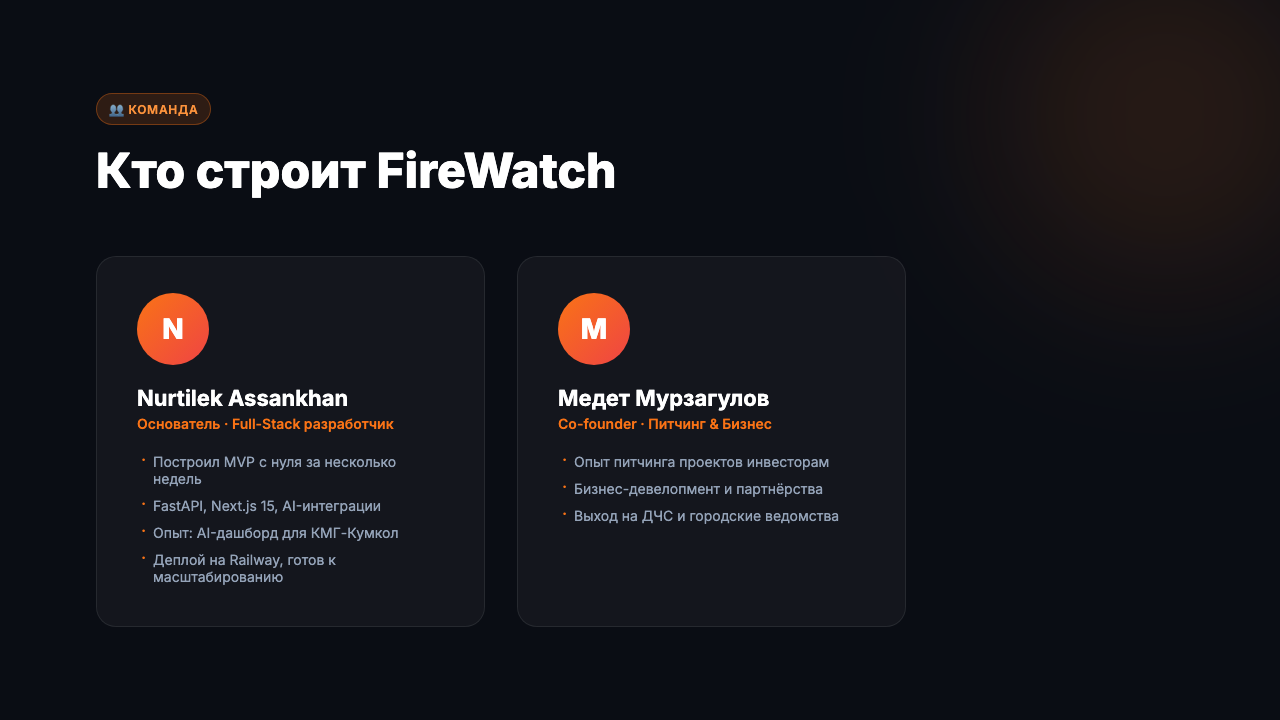 👥 КОМАНДА
Кто строит FireWatch
N
Nurtilek Assankhan
Основатель · Full-Stack разработчик
· Построил MVP с нуля за несколько
недель
· FastAPI, Next.js 15, AI-интеграции
· Опыт: AI-дашборд для КМГ-Кумкол
· Деплой на Railway, готов к
масштабированию
M
Медет Мурзагулов
Co-founder · Питчинг & Бизнес
· Опыт питчинга проектов инвесторам
· Бизнес-девелопмент и партнёрства
· Выход на ДЧС и городские ведомства